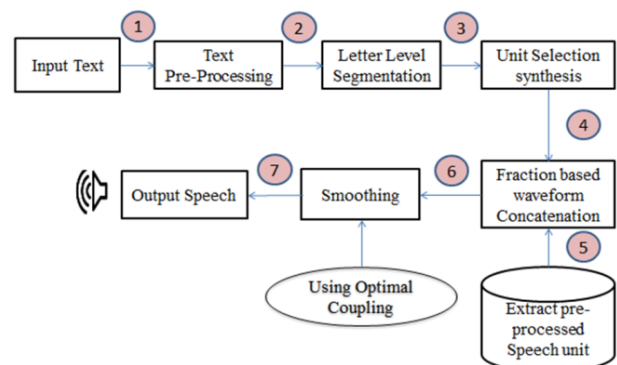 1
2
3
Input Text
Text
Pre-Processing
Letter Level
Segmentation
Unit Selection
synthesis
4
7
6
Output Speech
Smoothing
Fraction based
waveform
Concatenation
5
Using Optimal
Coupling
Extract pre-
processed
Speech unit